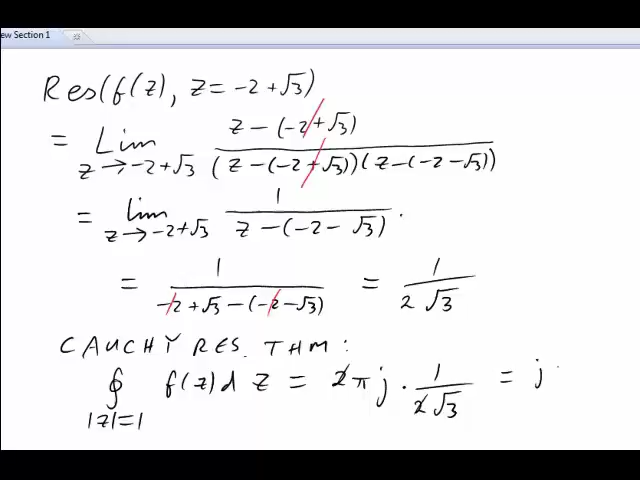 ew Section 1
Res(f(z), z = -2 + √3)
= Lim z→-2+√3 (z - (-2 + √3)) / ((z - (-2 + √3))(z - (-2 - √3)))
= lim z→-2+√3 1 / (z - (-2 - √3)) .
= 1 / (-2 + √3 - (-2 - √3)) = 1 / (2√3)
CAUCHY RES. THM :
∮ |z|=1 f(z)dz = 2πj · 1 / (2√3) = j